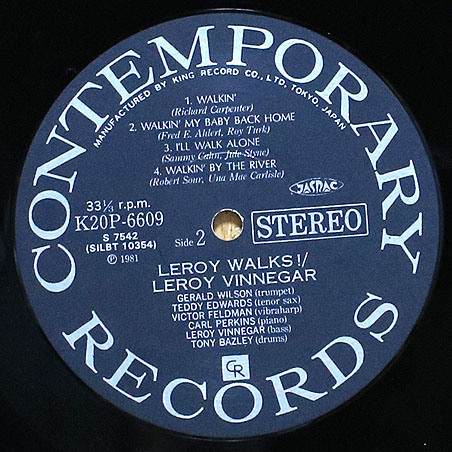 CONTEMPORARY RECORDS
MANUFACTURED BY KING RECORD CO., LTD, TOKYO, JAPAN
1. WALKIN'
(Richard Carpenter)
2. WALKIN' MY BABY BACK HOME
(Fred E. Ahlert, Roy Turk)
3. I'LL WALK ALONE
(Sammy Cahn, Jule Styne)
4. WALKIN' BY THE RIVER
(Robert Sour, Una Mae Carlisle)
33⅓ r.p.m.
K20P-6609
S 7542
(SILBT 10354)
℗ 1981
Side 2
JASRAC
STEREO
LEROY WALKS!/
LEROY VINNEGAR
GERALD WILSON (trumpet)
TEDDY EDWARDS (tenor sax)
VICTOR FELDMAN (vibraharp)
CARL PERKINS (piano)
LEROY VINNEGAR (bass)
TONY BAZLEY (drums)
CR